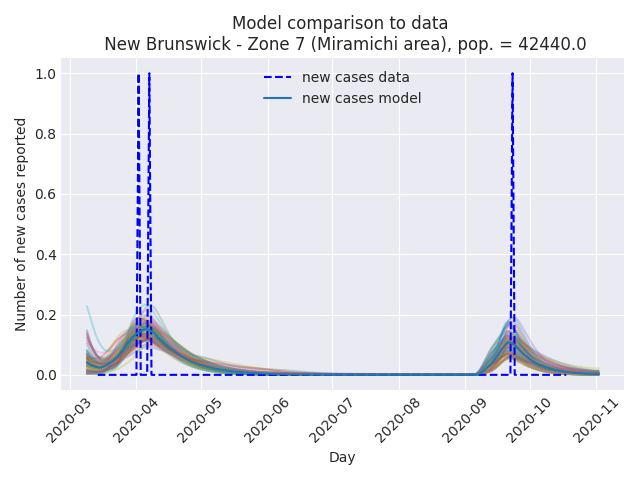 Model comparison to data
New Brunswick - Zone 7 (Miramichi area), pop. = 42440.0
new cases data
new cases model
Number of new cases reported
1.0
0.8
0.6
0.4
0.2
0.0
2020-03
2020-04
2020-05
2020-06
2020-07
2020-08
2020-09
2020-10
2020-11
Day